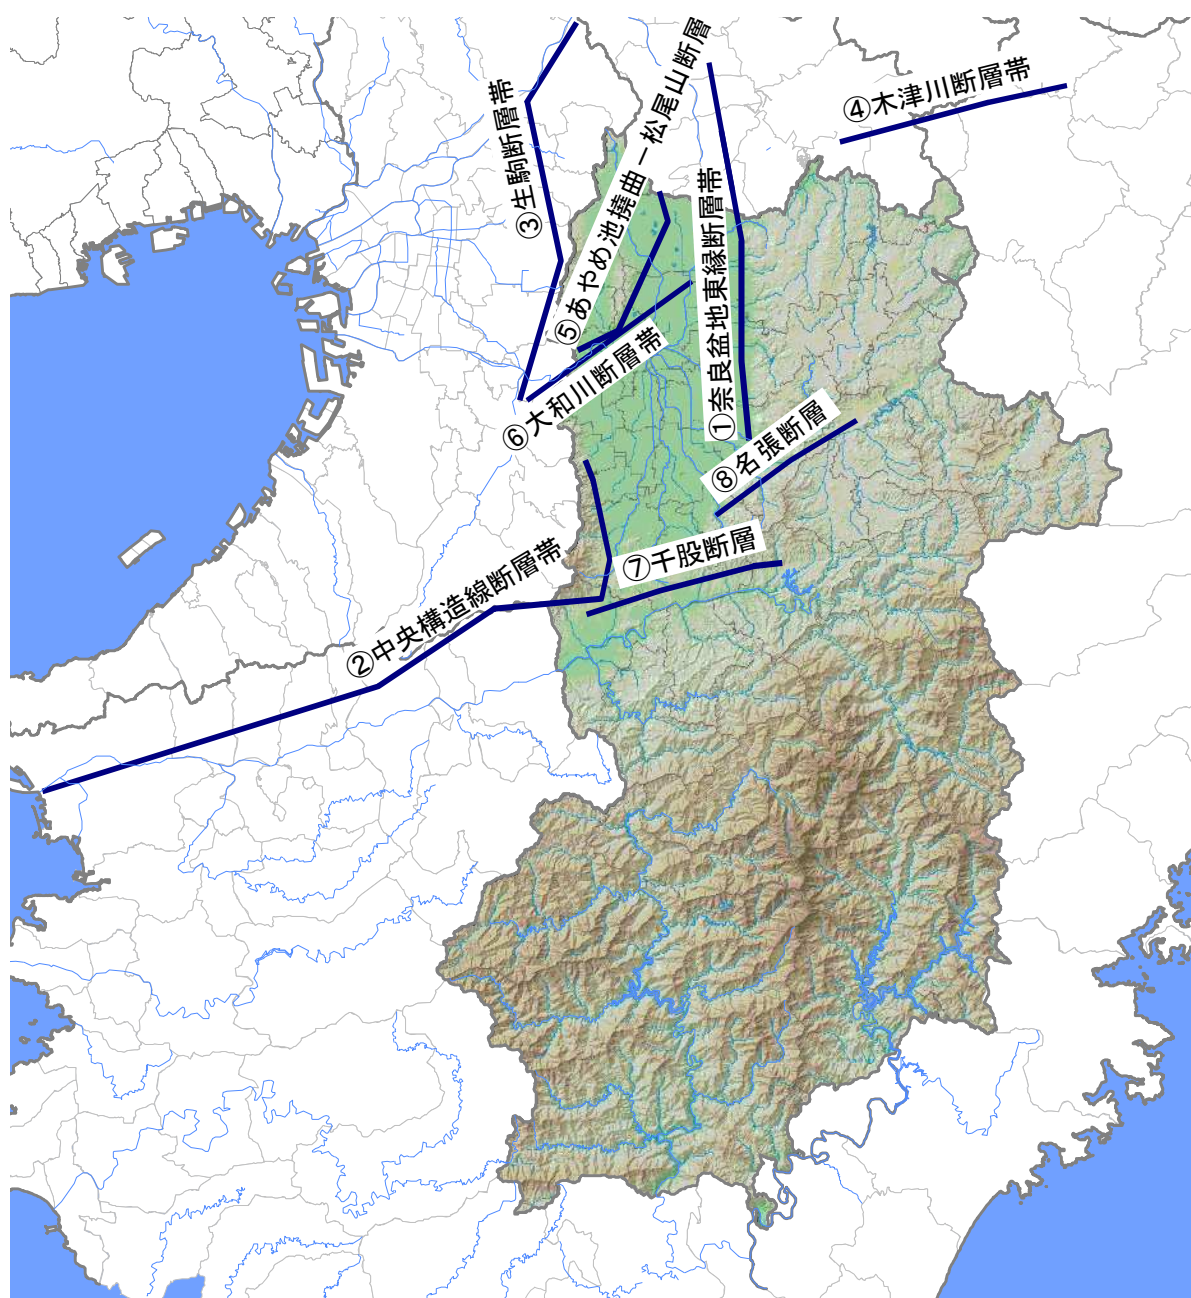 ①奈良盆地東縁断層帯
②中央構造線断層帯
③生駒断層帯
④木津川断層帯
⑤あやめ池撓曲－松尾山断層
⑥大和川断層帯
⑦千股断層
⑧名張断層